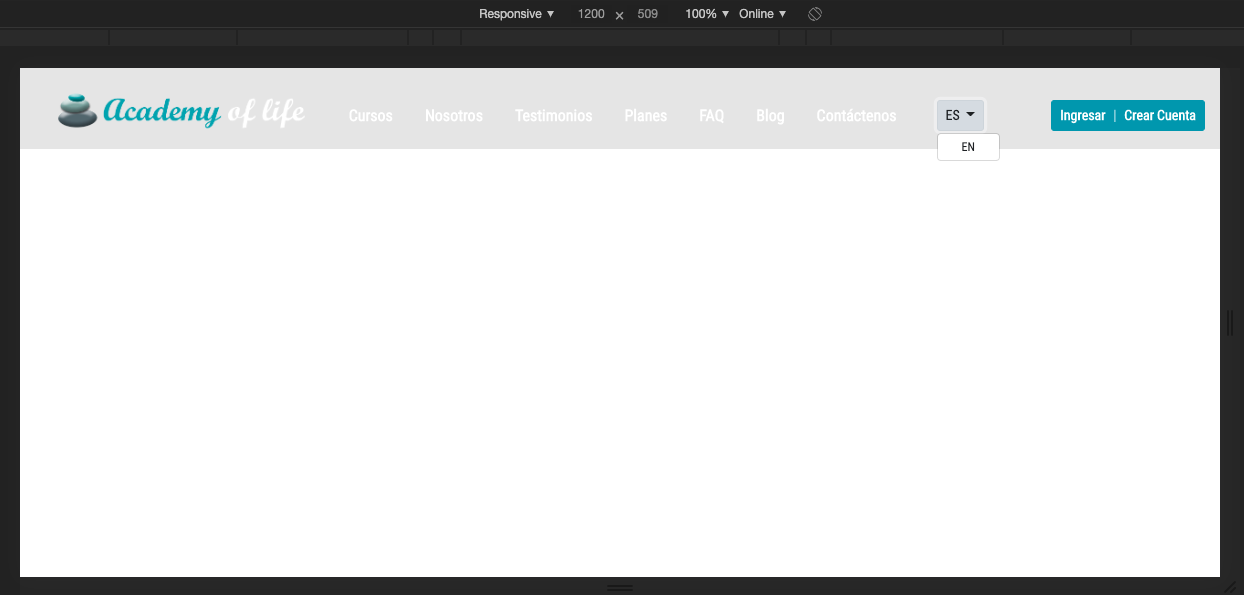 Responsive 1200 × 509 100% Online
Academy of life Cursos Nosotros Testimonios Planes FAQ Blog Contáctenos ES Ingresar | Crear Cuenta
EN